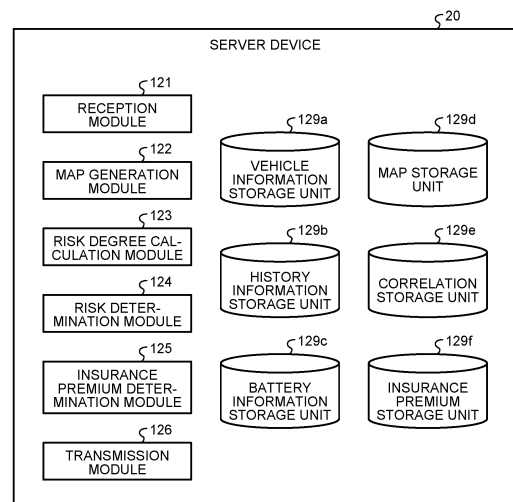 20
SERVER DEVICE
121
RECEPTION
MODULE
122
MAP GENERATION
MODULE
123
RISK DEGREE CAL-
CULATION MODULE
124
RISK DETER-
MINATION MODULE
125
INSURANCE
PREMIUM DETER-
MINATION MODULE
126
TRANSMISSION
MODULE
129a
VEHICLE
INFORMATION
STORAGE UNIT
129d
MAP STORAGE
UNIT
129b
HISTORY
INFORMATION
STORAGE UNIT
129e
CORRELATION
STORAGE UNIT
129c
BATTERY
INFORMATION
STORAGE UNIT
129f
INSURANCE
PREMIUM
STORAGE UNIT